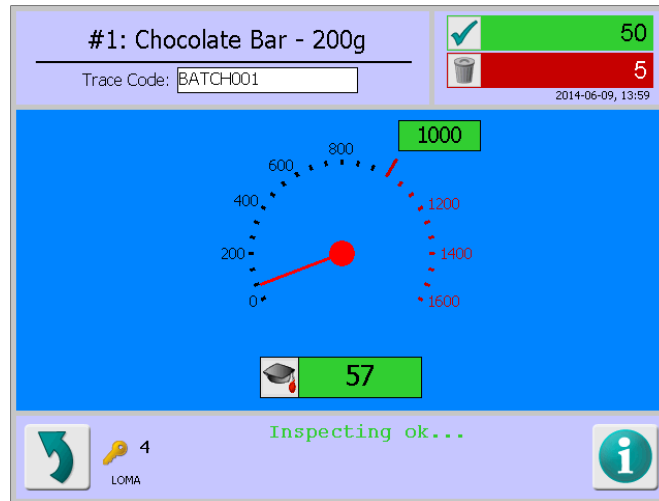 #1: Chocolate Bar - 200g
Trace Code: BATCH001
50
5
2014-06-09, 13:59
1000
800
600
400
200
0
1200
1400
1600
57
Inspecting ok...
4
LOMA
i